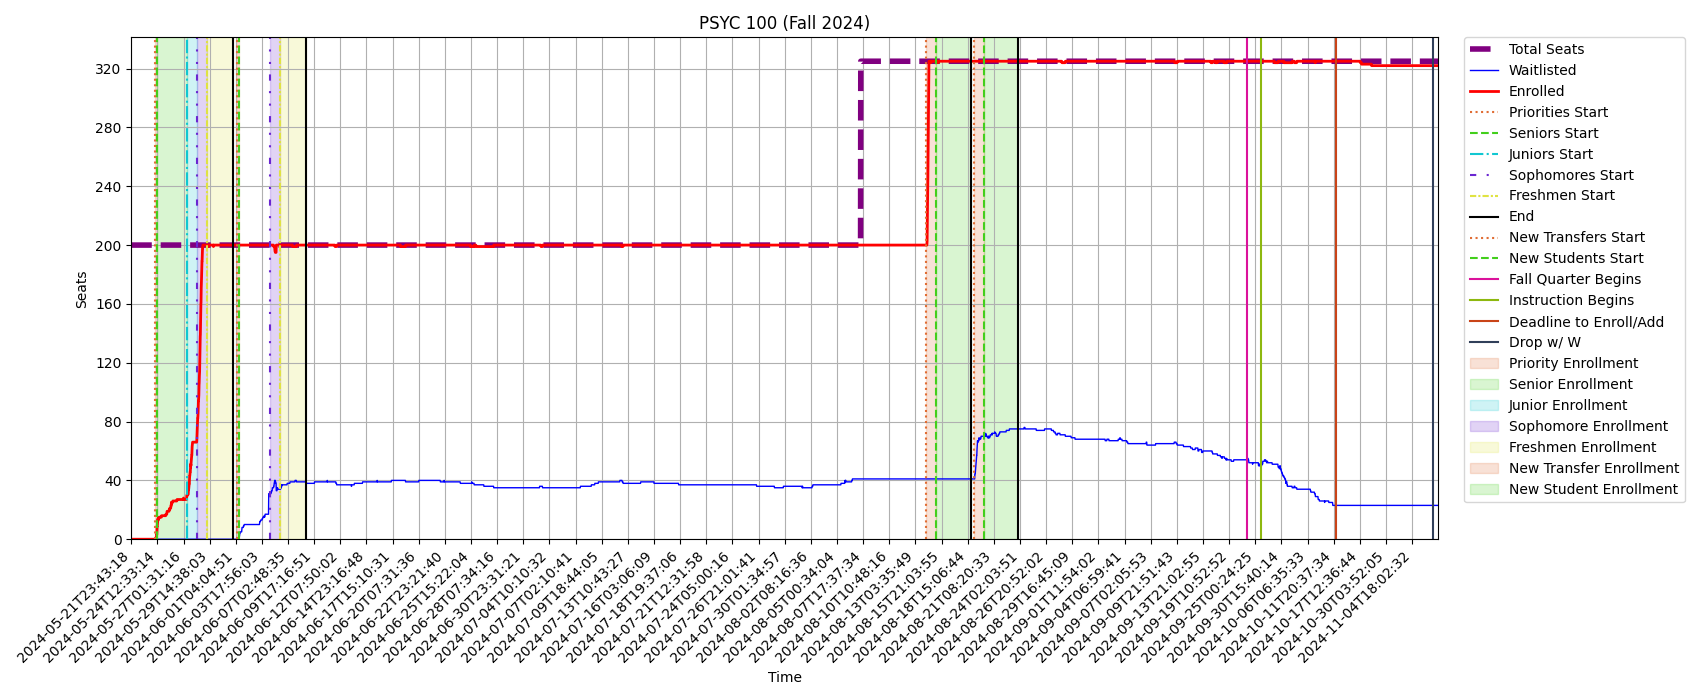 PSYC 100 (Fall 2024)
Seats
320
280
240
200
160
120
80
40
0
2024-05-21T23:43:18
2024-05-24T12:33:14
2024-05-27T01:31:16
2024-05-29T14:38:03
2024-06-01T04:04:51
2024-06-03T17:56:03
2024-06-07T02:48:35
2024-06-09T17:16:51
2024-06-12T07:50:02
2024-06-14T23:16:48
2024-06-17T15:10:31
2024-06-20T07:31:36
2024-06-22T23:21:40
2024-06-25T15:22:04
2024-06-28T07:34:16
2024-06-30T23:31:21
2024-07-04T10:10:32
2024-07-07T02:10:41
2024-07-09T18:44:05
2024-07-13T10:43:27
2024-07-16T03:06:09
2024-07-18T19:37:06
2024-07-21T12:31:58
2024-07-24T05:00:16
2024-07-26T21:01:41
2024-07-30T01:34:57
2024-08-02T08:16:36
2024-08-05T00:34:04
2024-08-07T17:37:34
2024-08-10T10:48:16
2024-08-13T03:35:49
2024-08-15T21:03:55
2024-08-18T15:06:44
2024-08-21T08:20:33
2024-08-24T02:03:51
2024-08-26T20:52:02
2024-08-29T16:45:09
2024-09-01T11:54:02
2024-09-04T06:59:41
2024-09-07T02:05:53
2024-09-09T21:51:43
2024-09-13T21:02:55
2024-09-19T10:52:52
2024-09-25T00:24:25
2024-09-30T15:40:14
2024-10-06T06:35:33
2024-10-11T20:37:34
2024-10-17T12:36:44
2024-10-30T03:52:05
2024-11-04T18:02:32
Time
Total Seats
Waitlisted
Enrolled
Priorities Start
Seniors Start
Juniors Start
Sophomores Start
Freshmen Start
End
New Transfers Start
New Students Start
Fall Quarter Begins
Instruction Begins
Deadline to Enroll/Add
Drop w/ W
Priority Enrollment
Senior Enrollment
Junior Enrollment
Sophomore Enrollment
Freshmen Enrollment
New Transfer Enrollment
New Student Enrollment